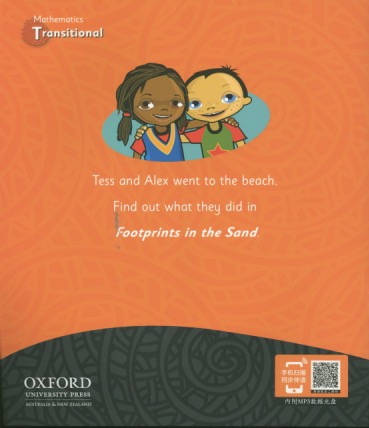 Mathematics
Transitional
Tess and Alex went to the beach.
Find out what they did in
Footprints in the Sand.
OXFORD
UNIVERSITY PRESS
AUSTRALIA & NEW ZEALAND
手机扫描
同步伴读
内附MP3数据光盘